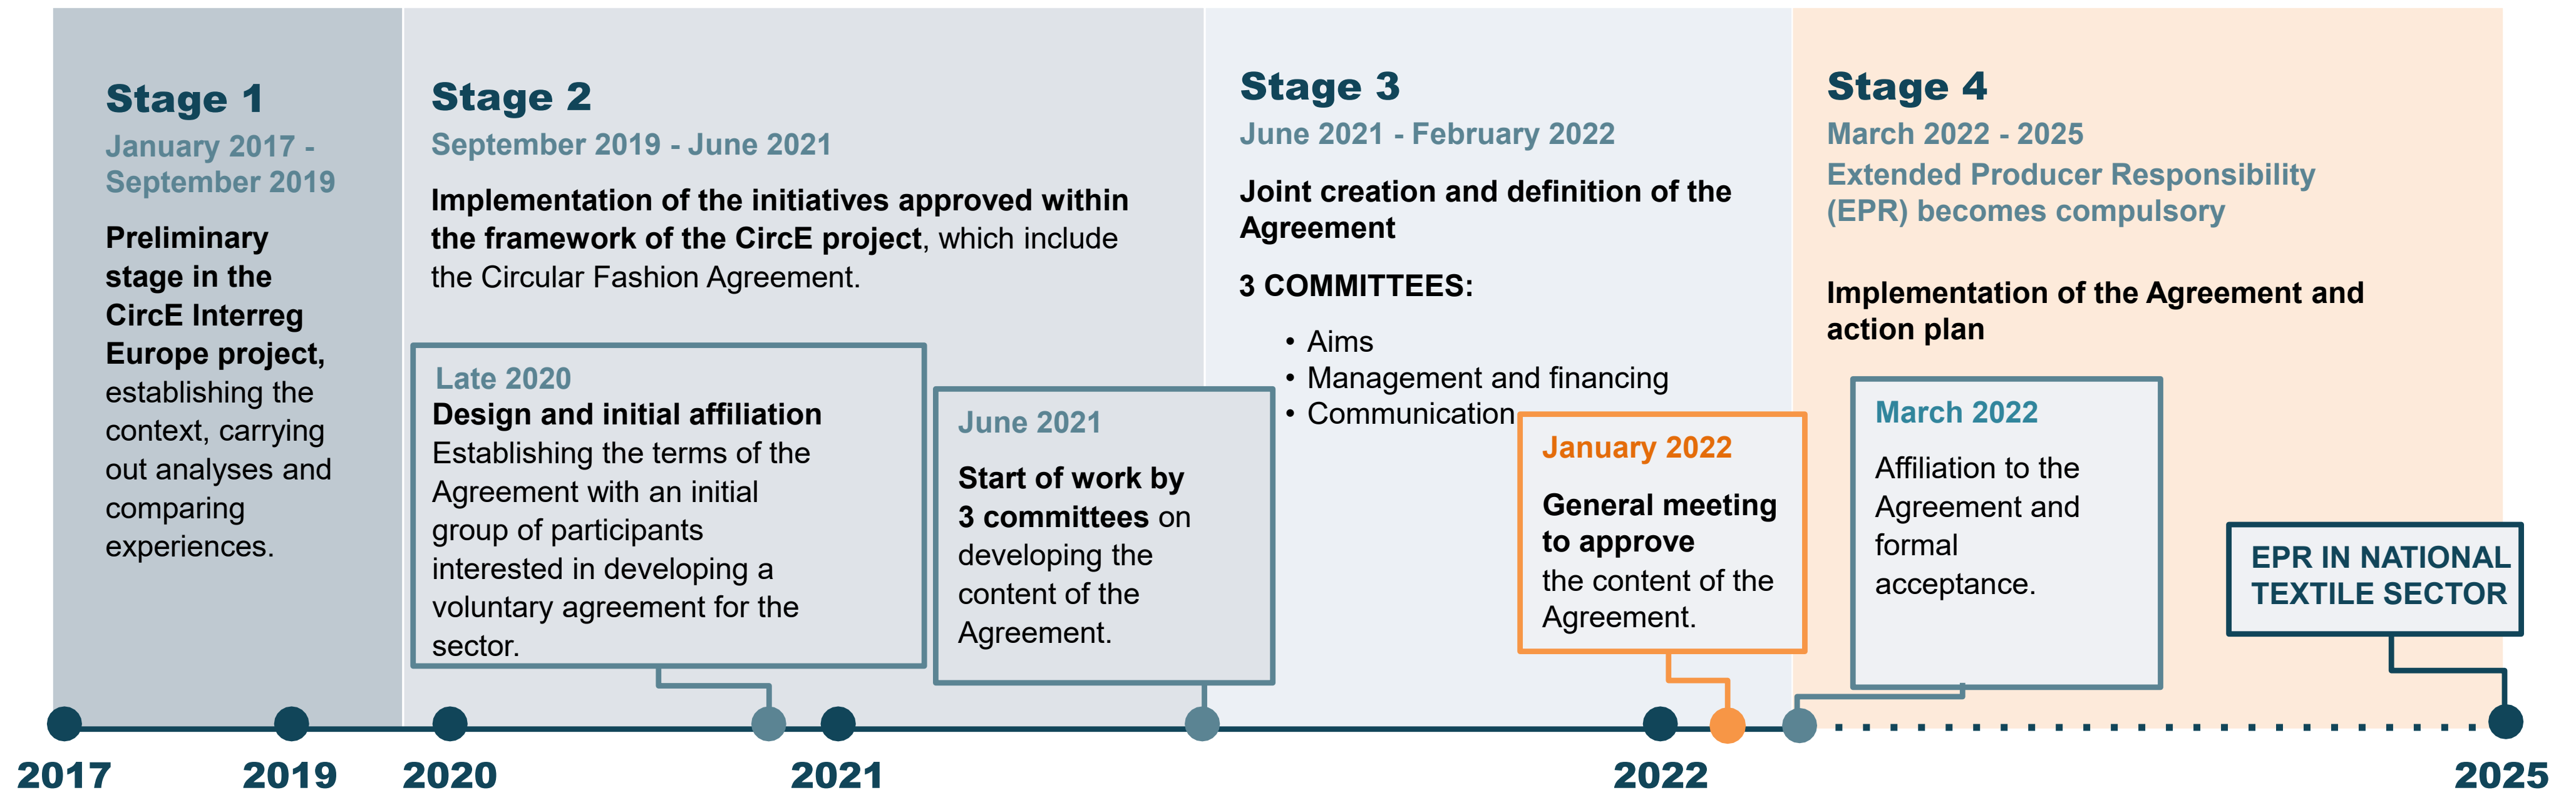 Stage 1
January 2017 -
September 2019
Preliminary
stage in the
CircE Interreg
Europe project,
establishing the
context, carrying
out analyses and
comparing
experiences.
Stage 2
September 2019 - June 2021
Implementation of the initiatives approved within
the framework of the CircE project, which include
the Circular Fashion Agreement.
Late 2020
Design and initial affiliation
Establishing the terms of the
Agreement with an initial
group of participants
interested in developing a
voluntary agreement for the
sector.
June 2021
Start of work by
3 committees on
developing the
content of the
Agreement.
Stage 3
June 2021 - February 2022
Joint creation and definition of the
Agreement
3 COMMITTEES:
• Aims
• Management and financing
• Communication
January 2022
General meeting
to approve
the content of the
Agreement.
Stage 4
March 2022 - 2025
Extended Producer Responsibility
(EPR) becomes compulsory
Implementation of the Agreement and
action plan
March 2022
Affiliation to the
Agreement and
formal
acceptance.
EPR IN NATIONAL
TEXTILE SECTOR
2017
2019
2020
2021
2022
2025